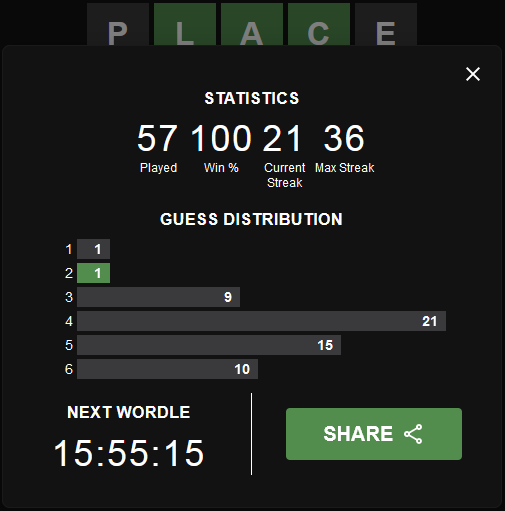 P L A C E
STATISTICS
57 100 21 36
Played Win % Current Streak Max Streak
GUESS DISTRIBUTION
1 1
2 1
3 9
4 21
5 15
6 10
NEXT WORDLE
15:55:15
SHARE